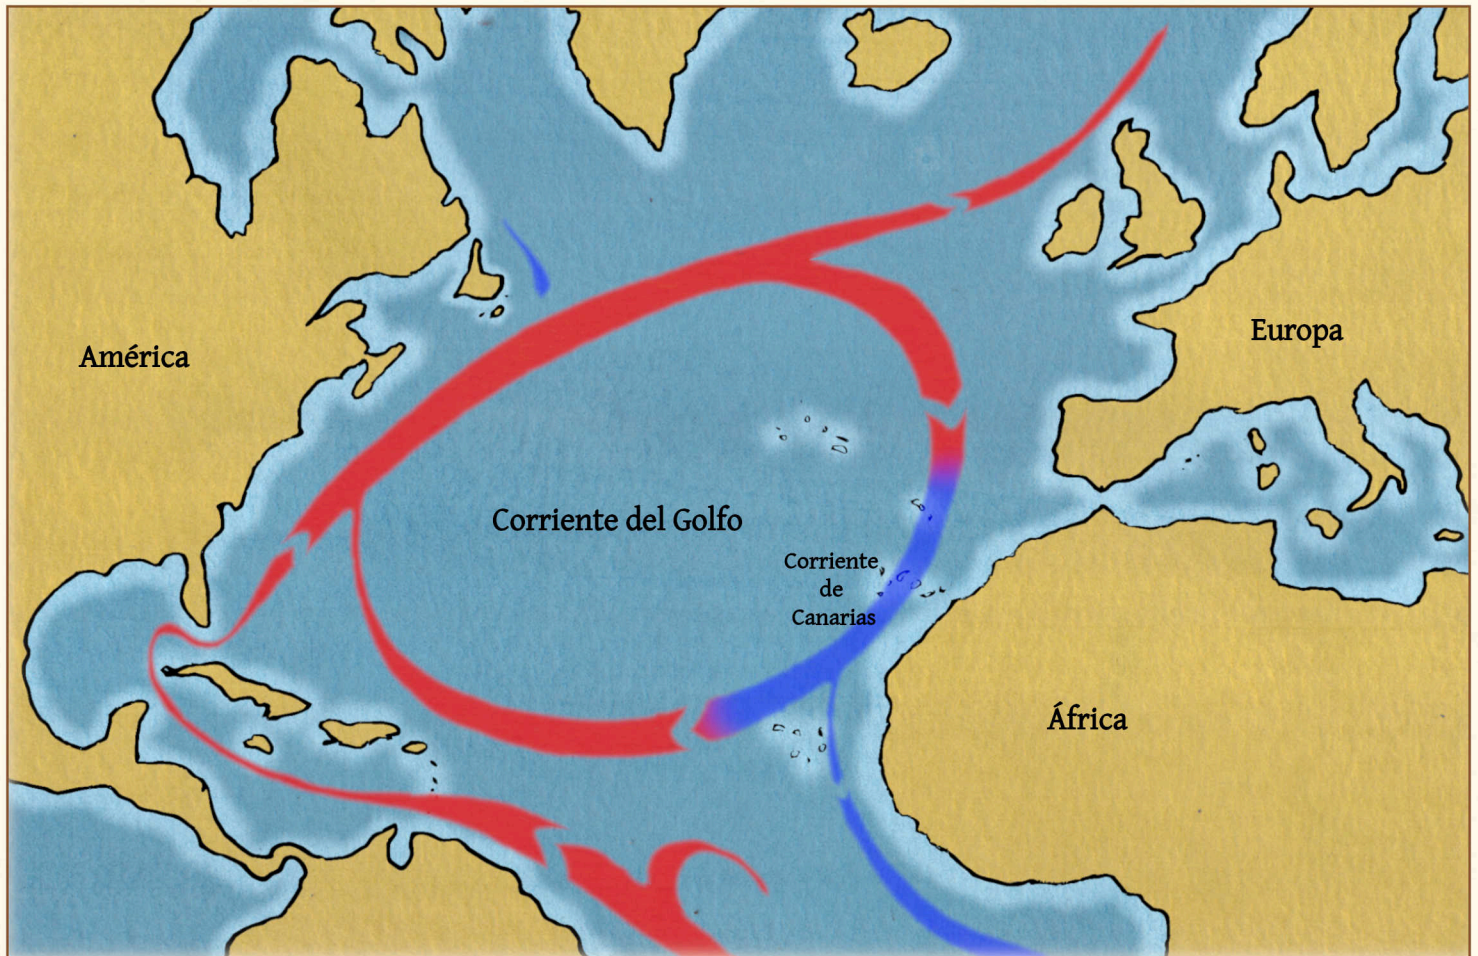 América
Europa
Corriente del Golfo
Corriente
de
Canarias
África